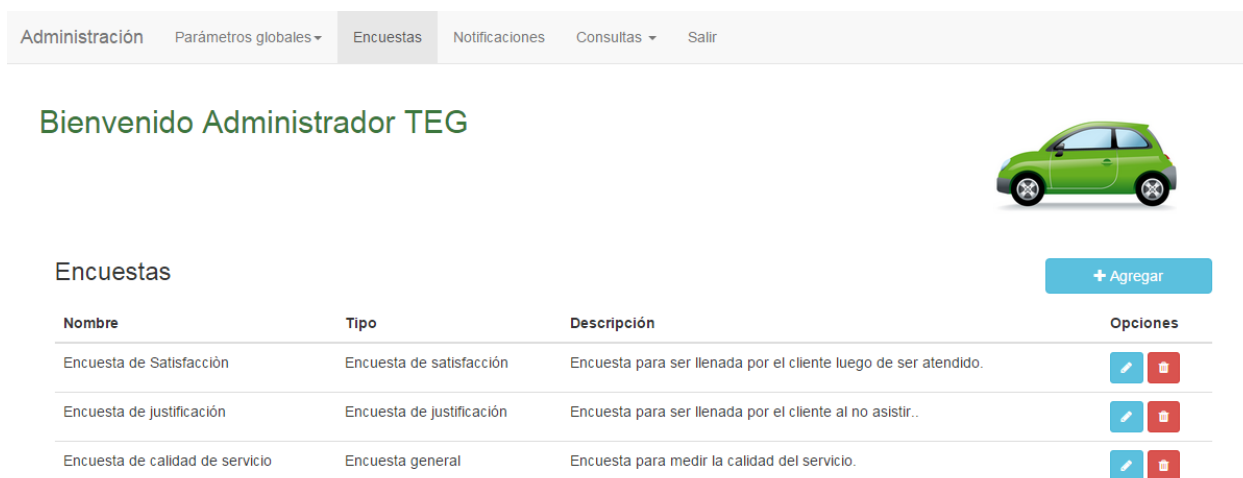 Administración Parámetros globales Encuestas Notificaciones Consultas Salir
Bienvenido Administrador TEG
Encuestas
Agregar
Nombre Tipo Descripción Opciones
Encuesta de Satisfacciòn Encuesta de satisfacción Encuesta para ser llenada por el cliente luego de ser atendido.
Encuesta de justificación Encuesta de justificación Encuesta para ser llenada por el cliente al no asistir..
Encuesta de calidad de servicio Encuesta general Encuesta para medir la calidad del servicio.